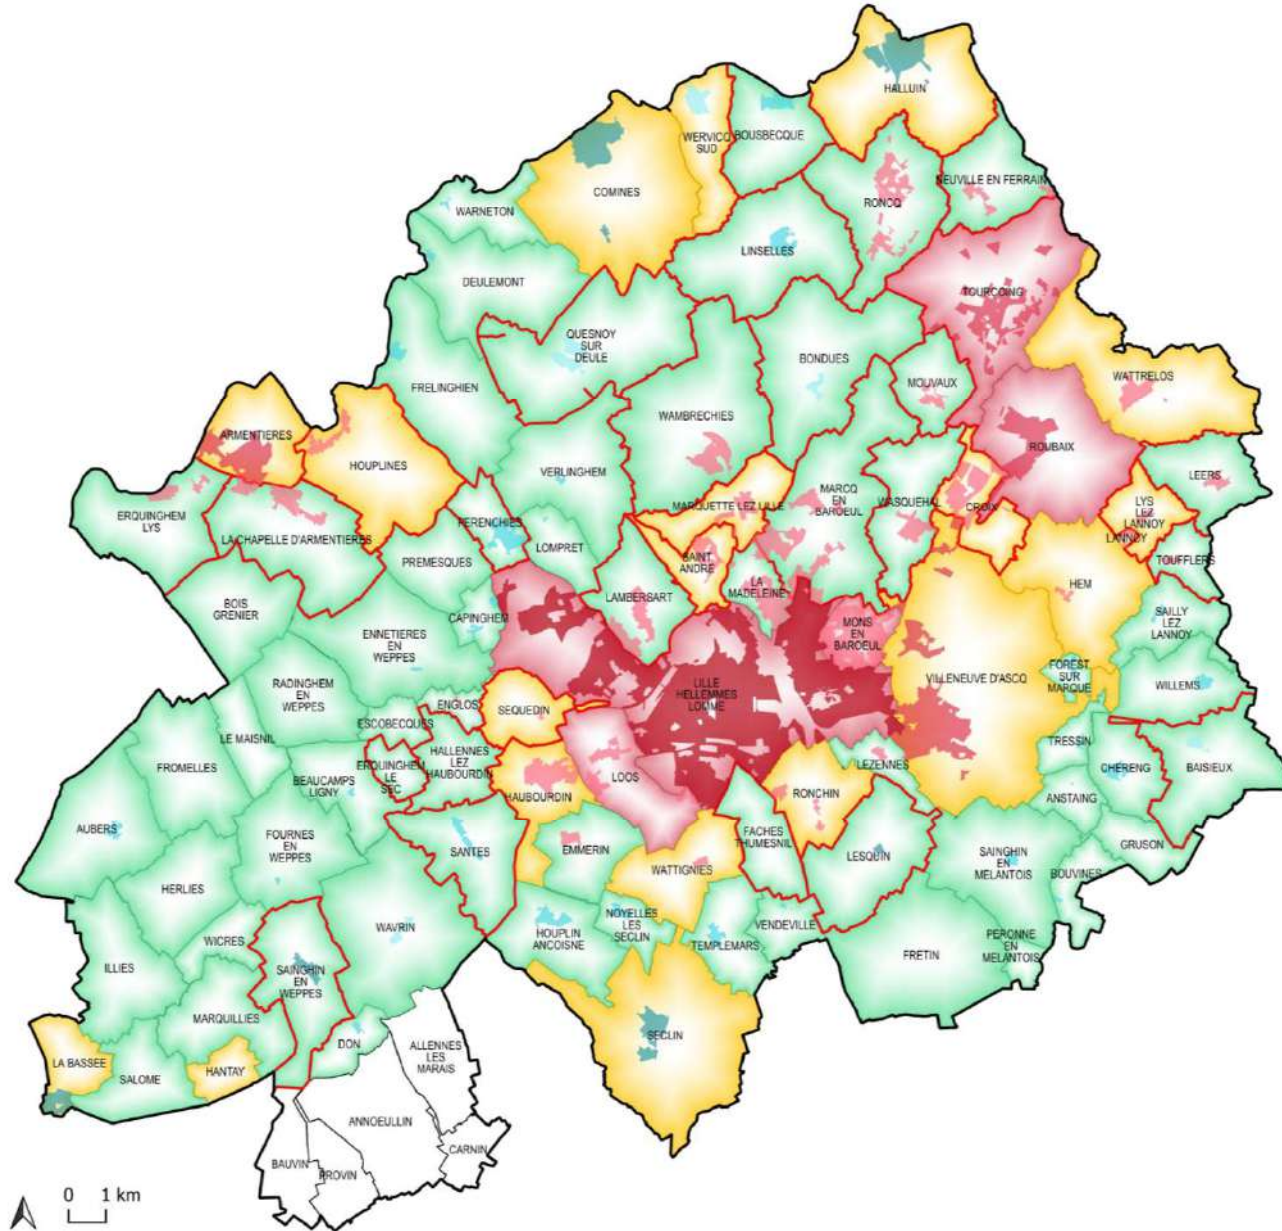 HALLUIN
WERVICQ
SUD
BOUSBECQUE
COMINES
NEUVILLE EN FERRAIN
RONCQ
WARNETON
LINSELLES
DEULEMONT
TOURCOING
QUESNOY
SUR
DEULE
BONDUES
WATTRELOS
MOUVAUX
FRELINGHIEN
WAMBRECHIES
ARMENTIERES
ROUBAIX
HOUPLINES
VERLINGHEM
LEERS
MARCQ
EN
BAROEUL
WASQUEHAL
MARQUETTE LEZ LILLE
CROIX
LYS
LEZ
LANNOY
ERQUINGHEM
LYS
PERENCHIES
LA CHAPELLE D'ARMENTIERES
LANNOY
LOMPRET
SAINT
ANDRE
PREMESQUES
TOUFFLERS
LA
MADELEINE
HEM
LAMBERSART
BOIS
GRENIER
CAPINGHEM
SAILLY
LEZ
LANNOY
MONS
EN
BAROEUL
ENNETIERES
EN
WEPPES
FOREST
SUR
MARQUE
VILLENEUVE D'ASCQ
RADINGHEM
EN
WEPPES
LILLE
HELLEMMES
LOMME
WILLEMS
ENGLOS
SEQUEDIN
ESCOBECQUES
LE MAISNIL
TRESSIN
HALLENNES
LEZ
HAUBOURDIN
LEZENNES
FROMELLES
ERQUINGHEM
LE
SEC
CHERENG
BAISIEUX
LOOS
BEAUCAMPS
LIGNY
RONCHIN
HAUBOURDIN
ANSTAING
AUBERS
FOURNES
EN
WEPPES
FACHES
THUMESNIL
GRUSON
SANTES
EMMERIN
LESQUIN
SAINGHIN
EN
MELANTOIS
WATTIGNIES
HERLIES
BOUVINES
NOYELLES
LES
SECLIN
VENDEVILLE
WAVRIN
HOUPLIN
ANCOISNE
WICRES
TEMPLEMARS
PERONNE
EN
MELANTOIS
FRETIN
ILLIES
SAINGHIN
EN
WEPPES
MARQUILLIES
SECLIN
DON
ALLENNES
LES
MARAIS
LA BASSEE
HANTAY
SALOME
ANNOEULLIN
CARNIN
BAUVIN
PROVIN
0 1 km